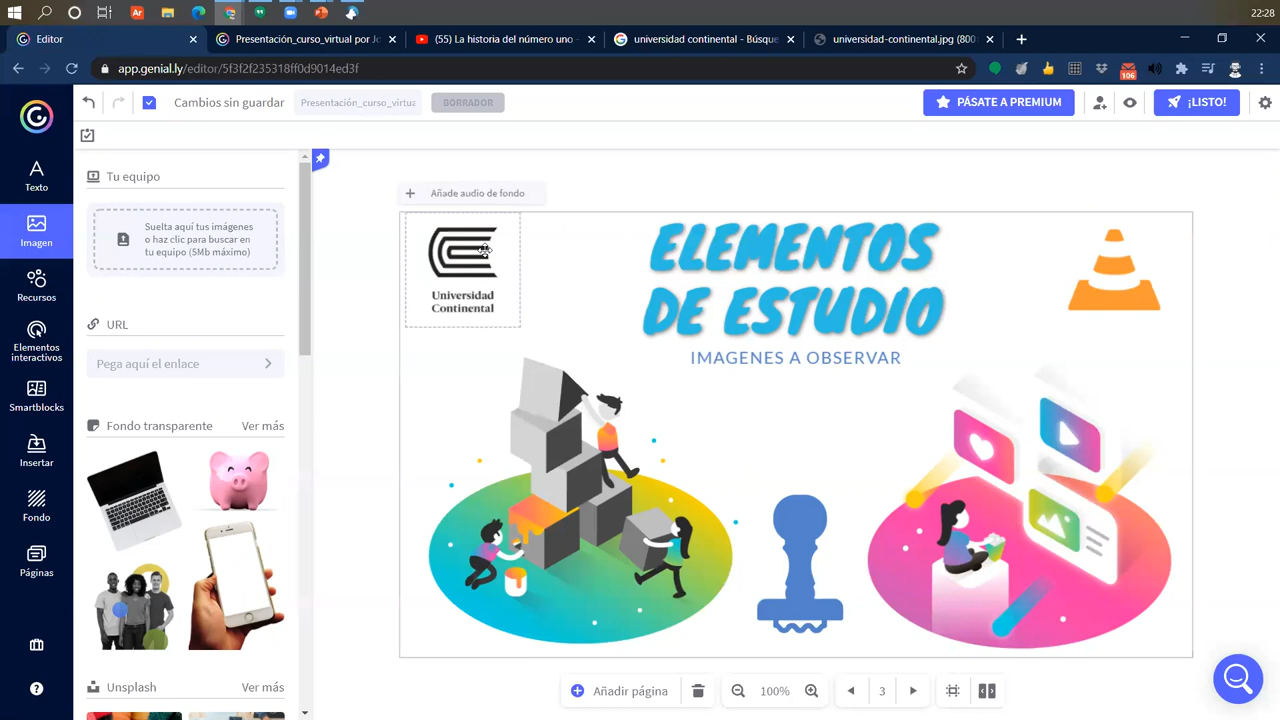 22:28
Editor
Presentación_curso_virtual por Jo
(55) La historia del número uno -
universidad continental - Búsque
universidad-continental.jpg (800
app.genial.ly/editor/5f3f2f235318ff0d9014ed3f
106
Cambios sin guardar
Presentación_curso_virtua
BORRADOR
PÁSATE A PREMIUM
¡LISTO!
Texto
Imagen
Recursos
Elementos
interactivos
Smartblocks
Insertar
Fondo
Páginas
Tu equipo
Suelta aquí tus imágenes
o haz clic para buscar en
tu equipo (5Mb máximo)
URL
Pega aquí el enlace
Fondo transparente
Ver más
Unsplash
Ver más
Añade audio de fondo
Universidad
Continental
ELEMENTOS
DE ESTUDIO
IMAGENES A OBSERVAR
Añadir página
100%
3